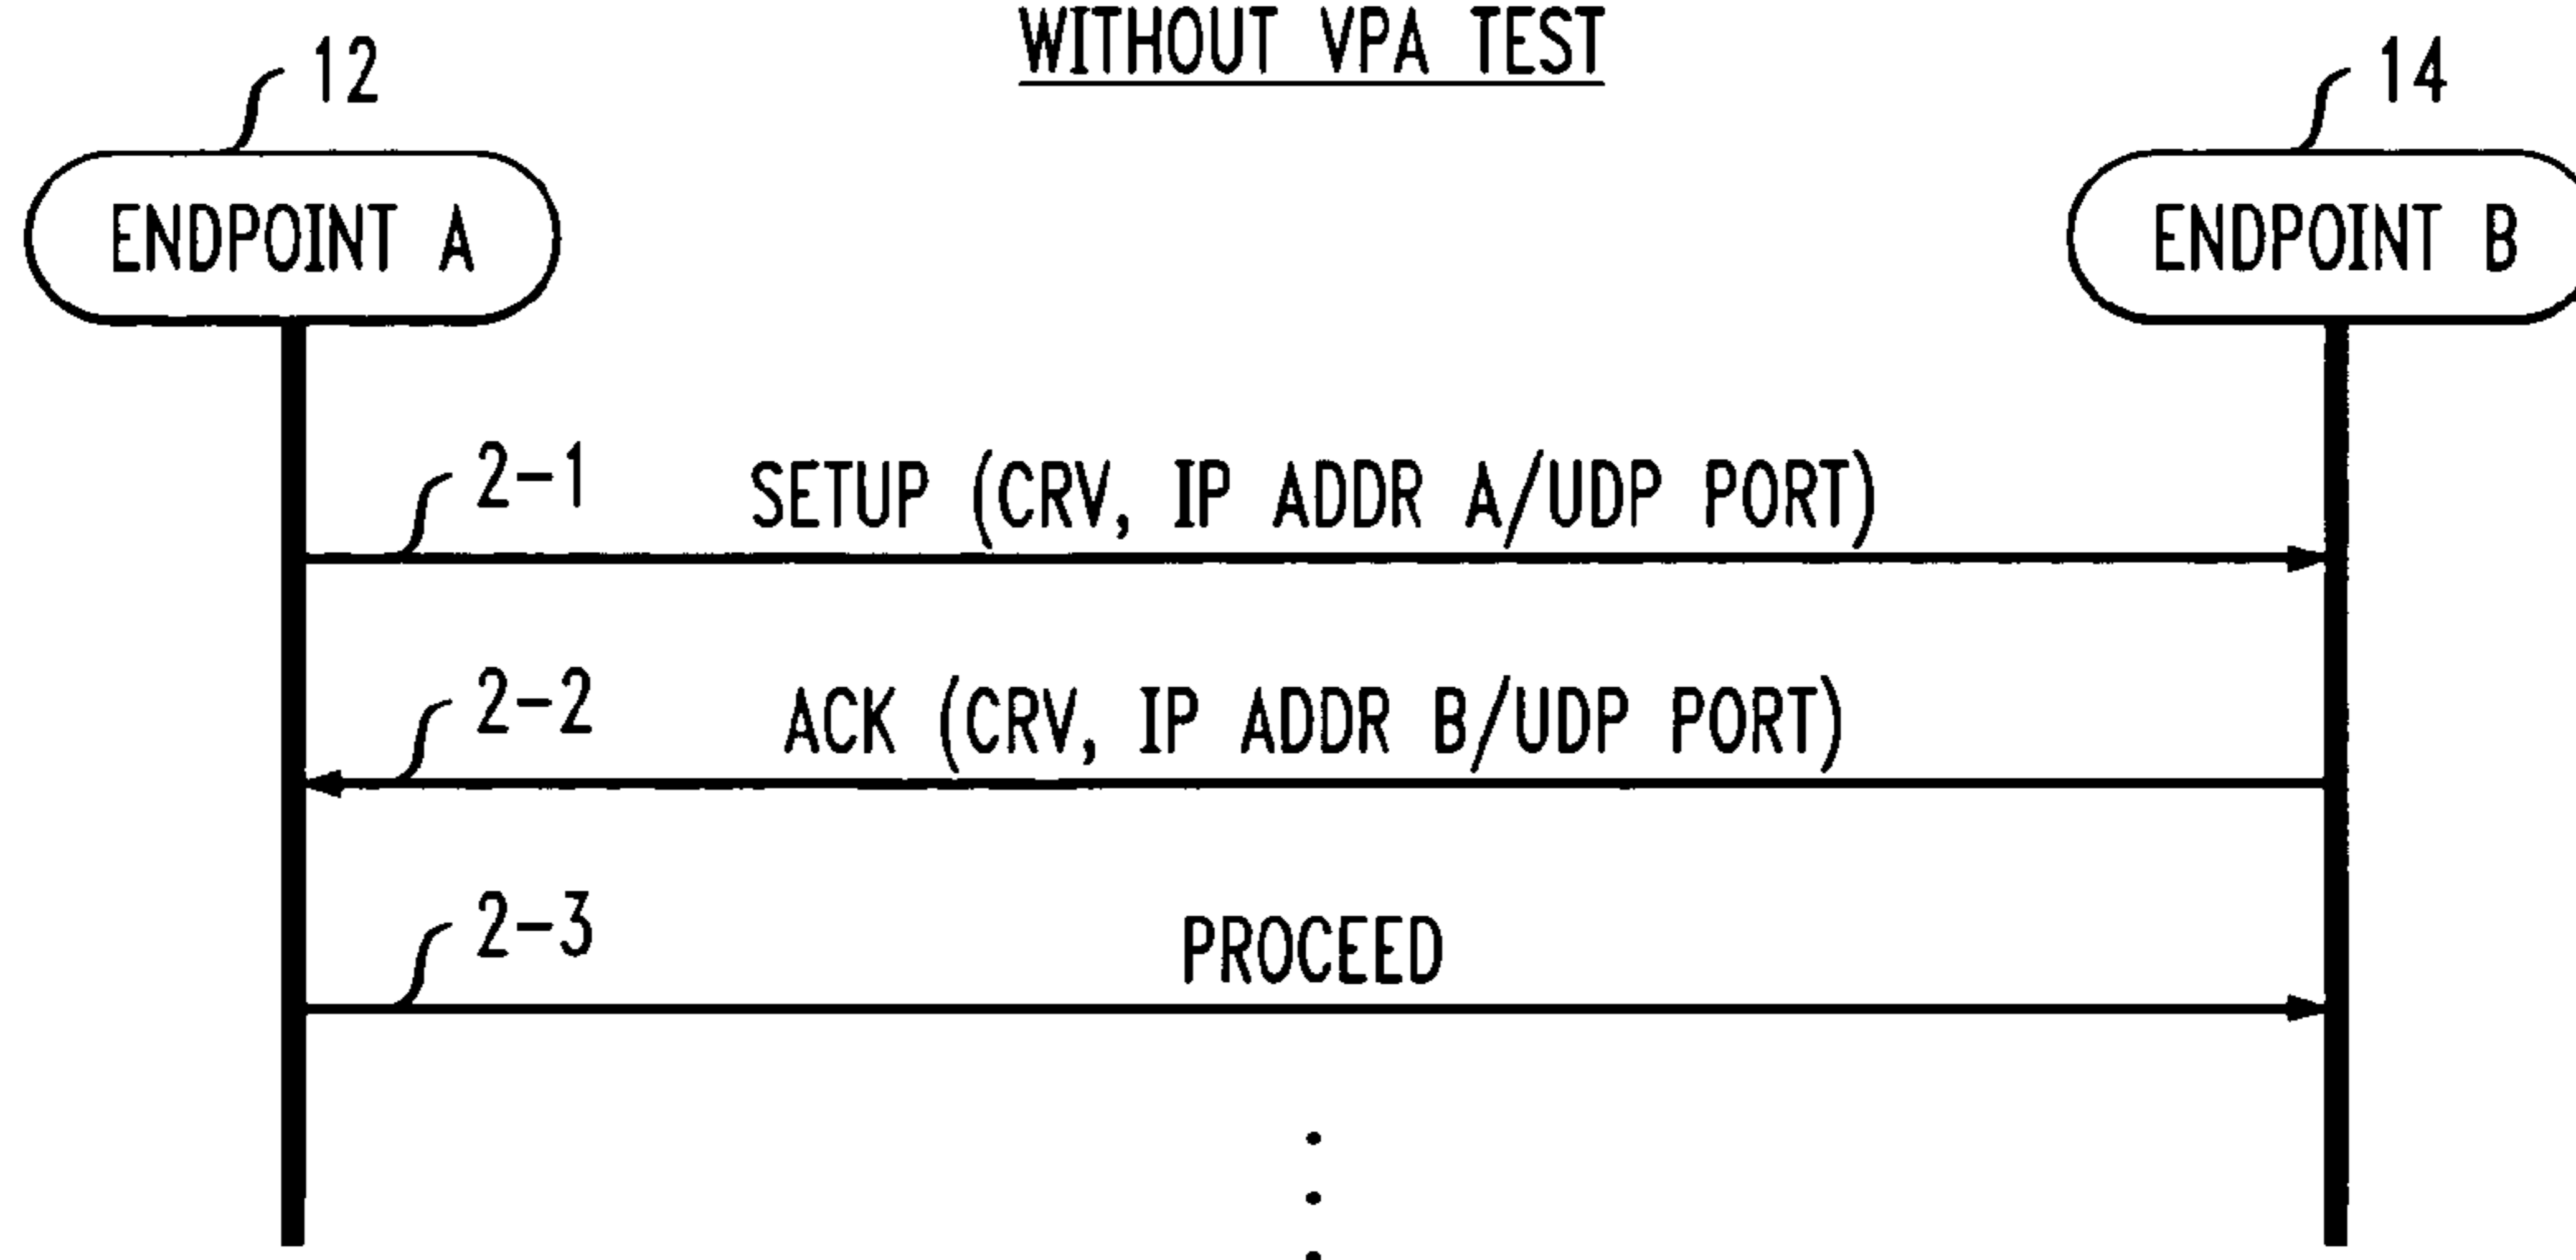 WITHOUT VPA TEST
12
14
ENDPOINT A
ENDPOINT B
2-1
SETUP (CRV, IP ADDR A/UDP PORT)
2-2
ACK (CRV, IP ADDR B/UDP PORT)
2-3
PROCEED